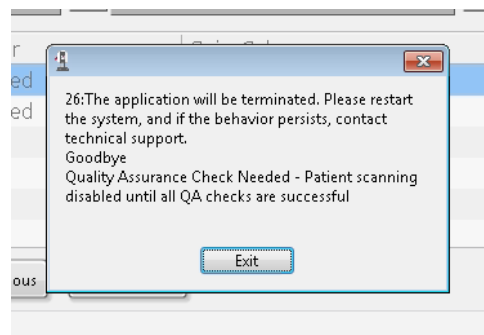 r
ed
ed
26:The application will be terminated. Please restart
the system, and if the behavior persists, contact
technical support.
Goodbye
Quality Assurance Check Needed - Patient scanning
disabled until all QA checks are successful
Exit
ous